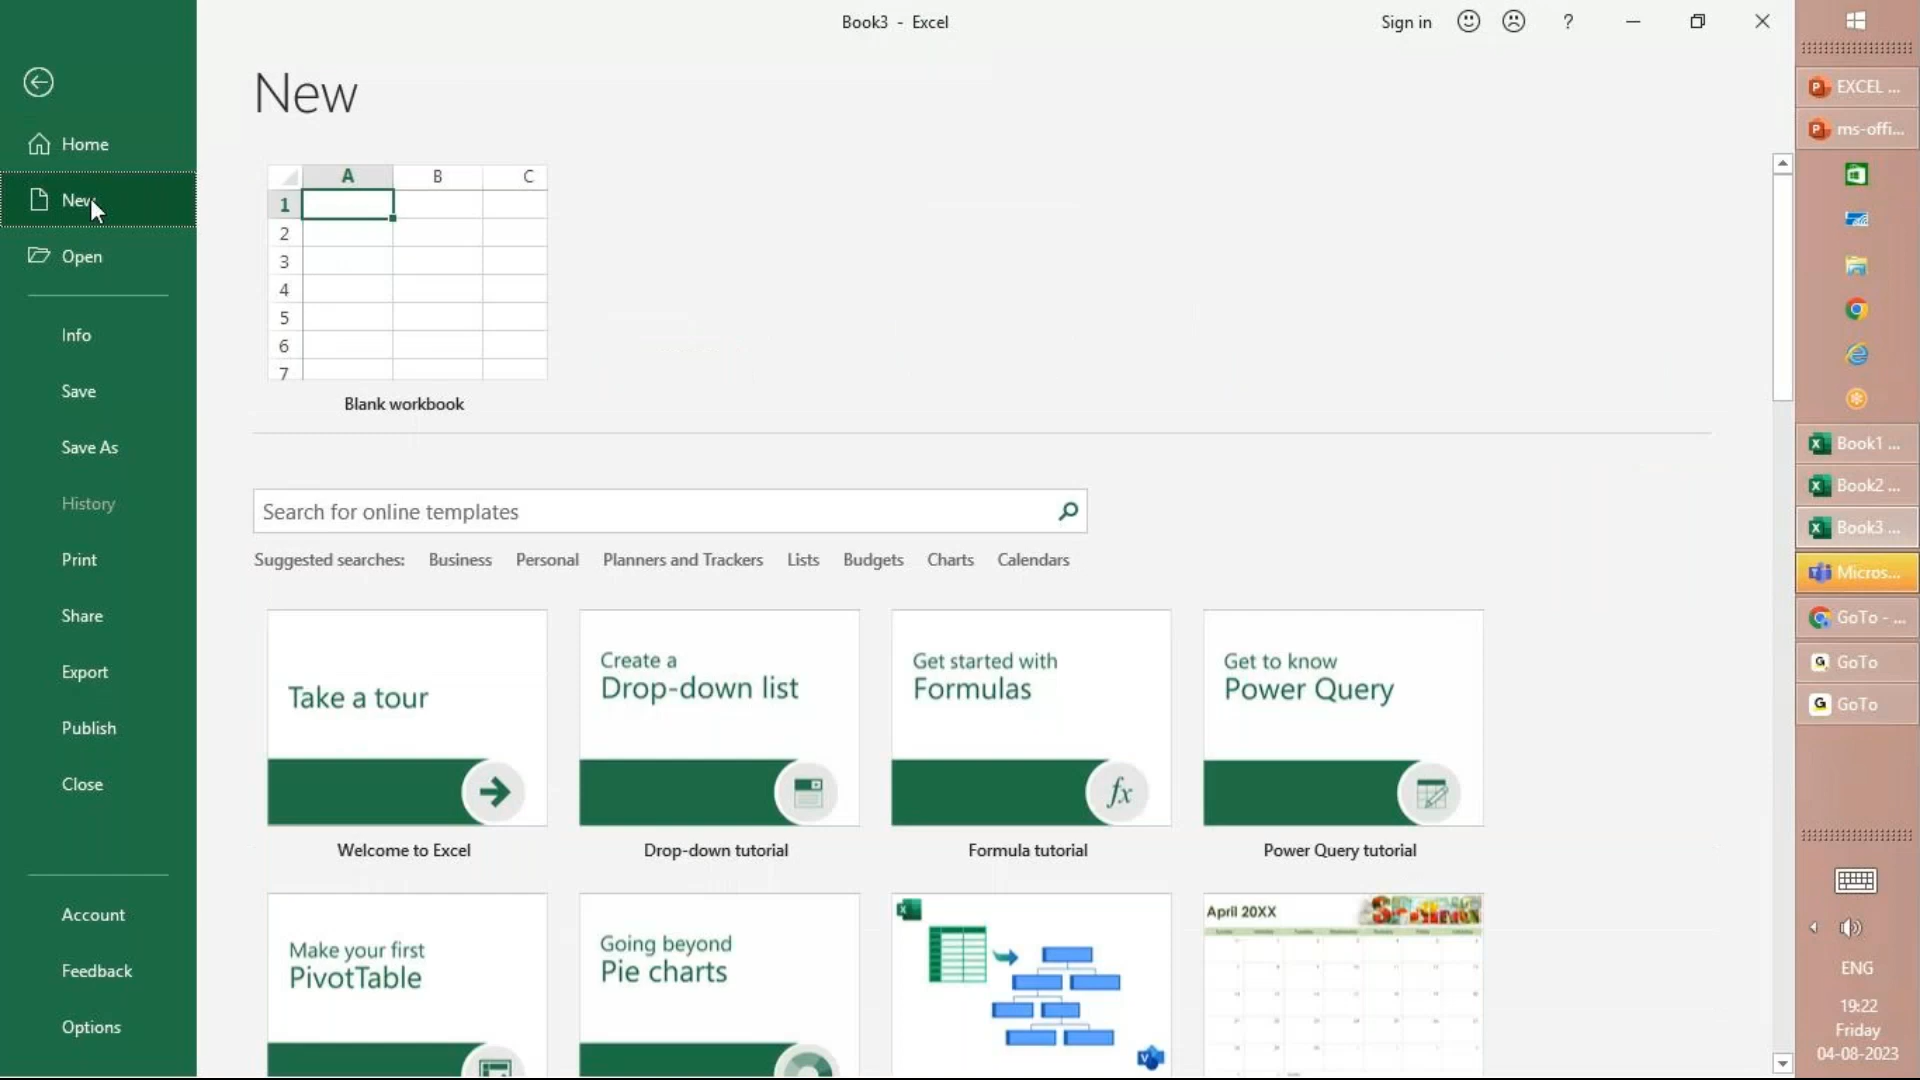 Book3 - Excel
Sign in
?
New
Home
New
Open
Info
Save
Save As
History
Print
Share
Export
Publish
Close
Account
Feedback
Options
A B C
1
2
3
4
5
6
7
Blank workbook
Search for online templates
Suggested searches: Business Personal Planners and Trackers Lists Budgets Charts Calendars
Take a tour
Welcome to Excel
Create a
Drop-down list
Drop-down tutorial
Get started with
Formulas
fx
Formula tutorial
Get to know
Power Query
Power Query tutorial
Make your first
PivotTable
Going beyond
Pie charts
April 20XX
EXCEL ...
ms-offi...
Book1 ...
Book2 ...
Book3 ...
Micros...
GoTo - ...
GoTo
GoTo
ENG
19:22
Friday
04-08-2023